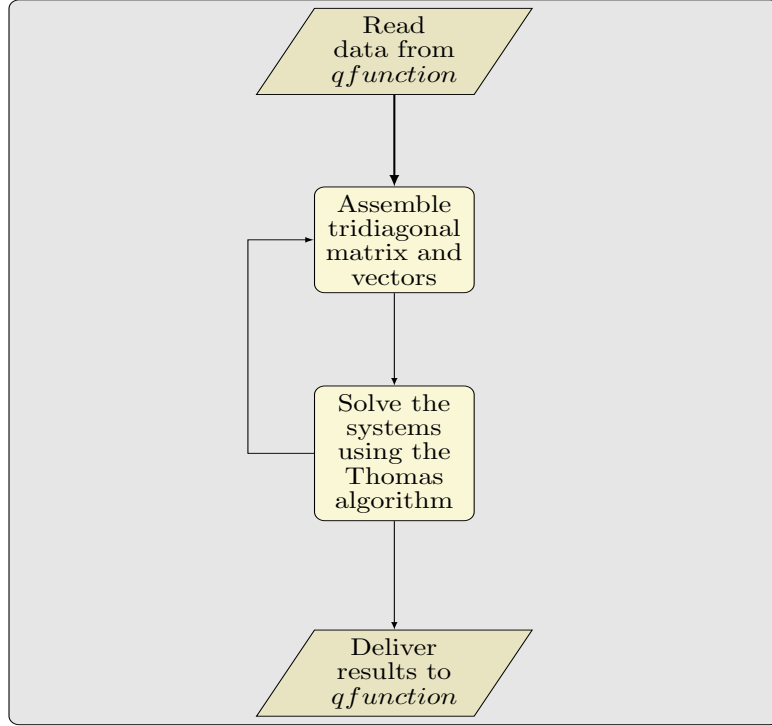 Read
data from
qfunction
Assemble
tridiagonal
matrix and
vectors
Solve the
systems
using the
Thomas
algorithm
Deliver
results to
qfunction